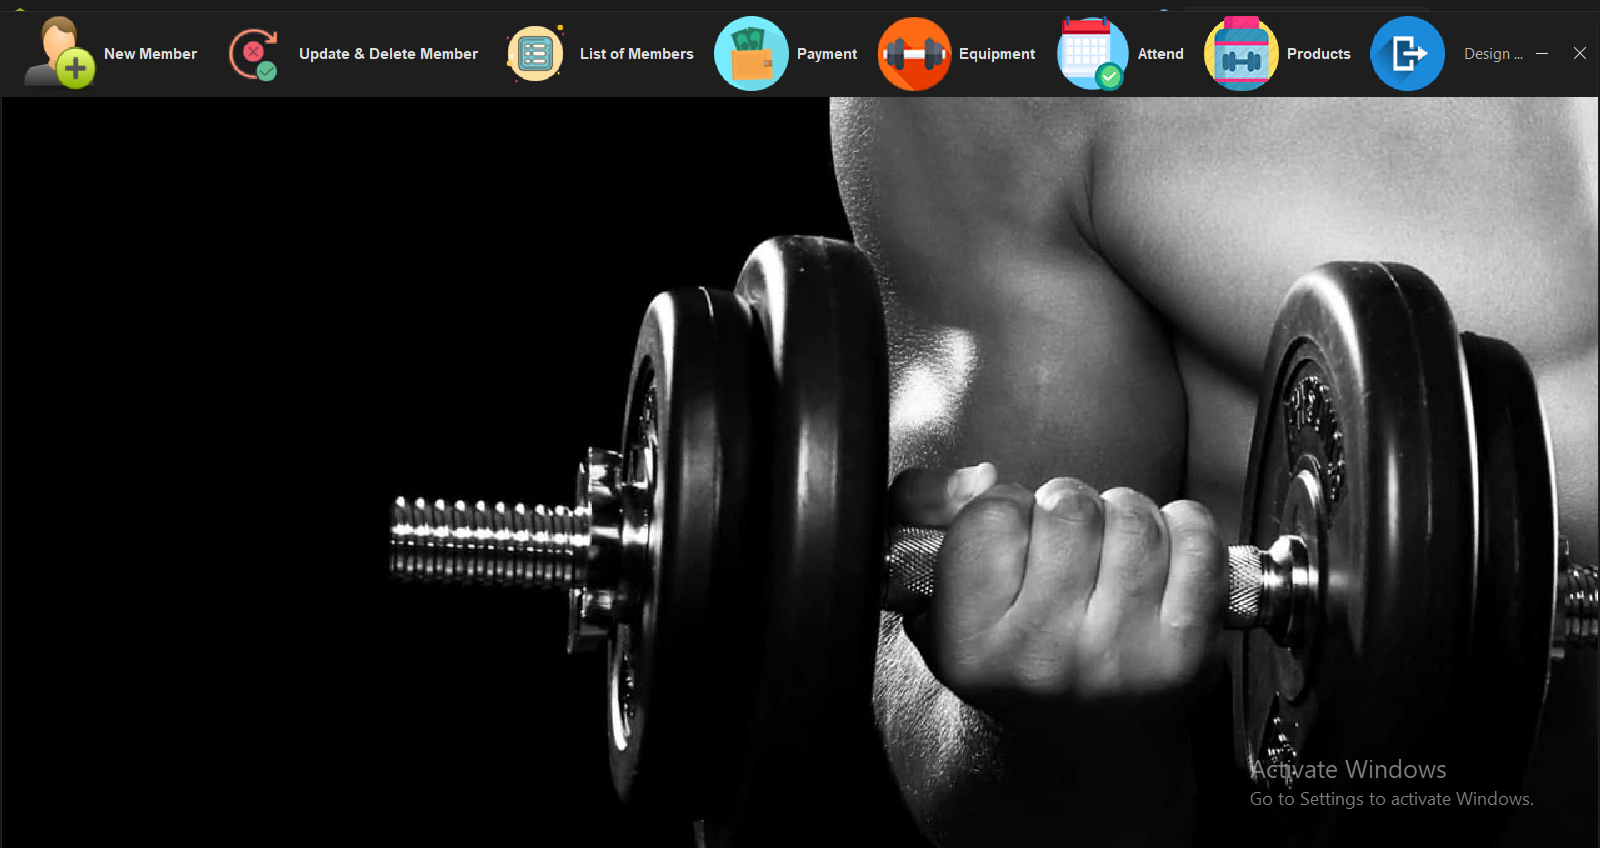 New Member
Update & Delete Member
List of Members
Payment
Equipment
Attend
Products
Design ...
Activate Windows
Go to Settings to activate Windows.